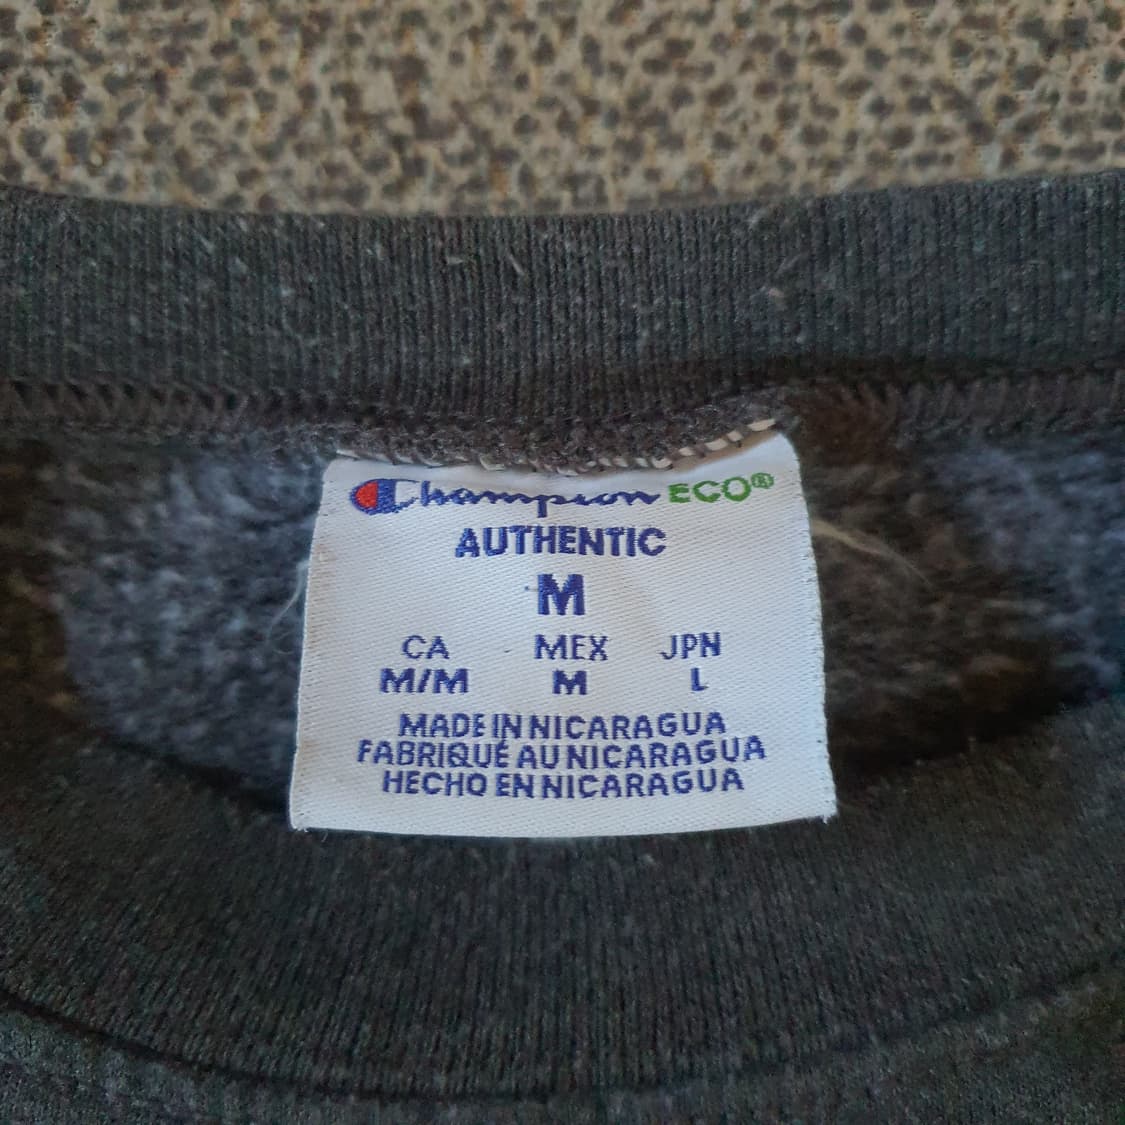 Champion ECO®
AUTHENTIC
M
CA MEX JPN
M/M M L
MADE IN NICARAGUA
FABRIQUÉ AU NICARAGUA
HECHO EN NICARAGUA